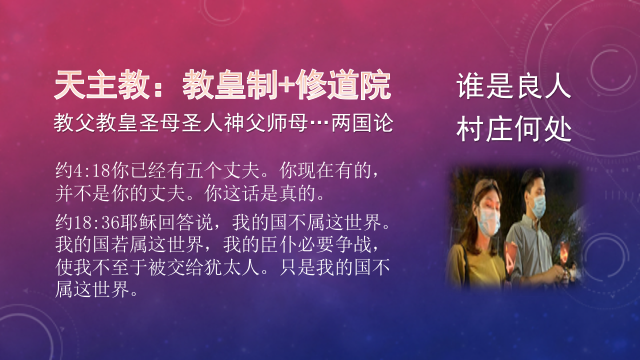 天主教：教皇制+修道院
教父教皇圣母圣人神父师母…两国论
约4:18你已经有五个丈夫。你现在有的，
并不是你的丈夫。你这话是真的。
约18:36耶稣回答说，我的国不属这世界。
我的国若属这世界，我的臣仆必要争战，
使我不至于被交给犹太人。只是我的国不
属这世界。
谁是良人
村庄何处